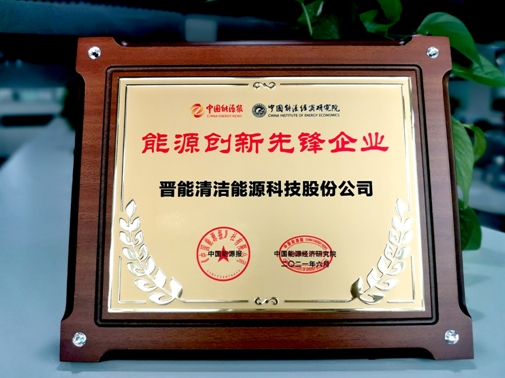 中国能源报 中国能源经济研究院
CHINA ENERGY NEWS CHINA INSTITUTE OF ENERGY ECONOMICS
能源创新先锋企业
晋能清洁能源科技股份公司
中国能源报 中国能源经济研究院
二〇二一年六月